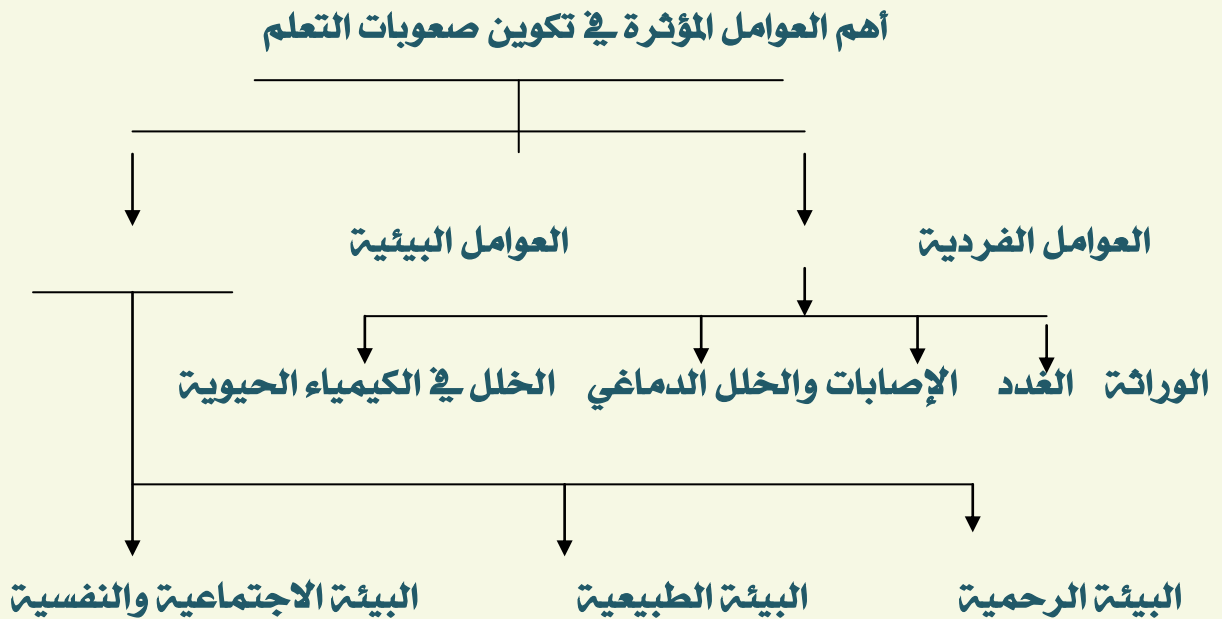 أهم العوامل المؤثرة في تكوين صعوبات التعلم
العوامل الفردية العوامل البيئية
الوراثة الغدد الإصابات والخلل الدماغي الخلل في الكيمياء الحيوية
البيئة الرحمية البيئة الطبيعية البيئة الاجتماعية والنفسية